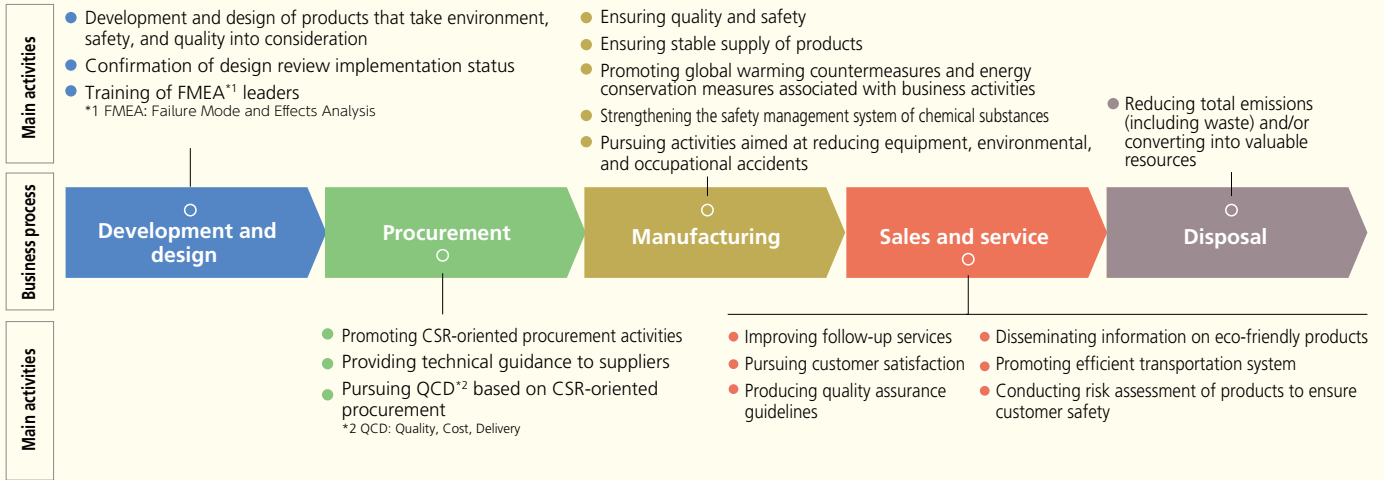 Main activities
Development and design of products that take environment,
safety, and quality into consideration
Confirmation of design review implementation status
Training of FMEA*1 leaders
*1 FMEA: Failure Mode and Effects Analysis
Ensuring quality and safety
Ensuring stable supply of products
Promoting global warming countermeasures and energy
conservation measures associated with business activities
Strengthening the safety management system of chemical substances
Pursuing activities aimed at reducing equipment, environmental,
and occupational accidents
Reducing total emissions
(including waste) and/or
converting into valuable
resources
Business process
Development and
design
Procurement
Manufacturing
Sales and service
Disposal
Main activities
Promoting CSR-oriented procurement activities
Providing technical guidance to suppliers
Pursuing QCD*2 based on CSR-oriented
procurement
*2 QCD: Quality, Cost, Delivery
Improving follow-up services
Pursuing customer satisfaction
Producing quality assurance
guidelines
Disseminating information on eco-friendly products
Promoting efficient transportation system
Conducting risk assessment of products to ensure
customer safety